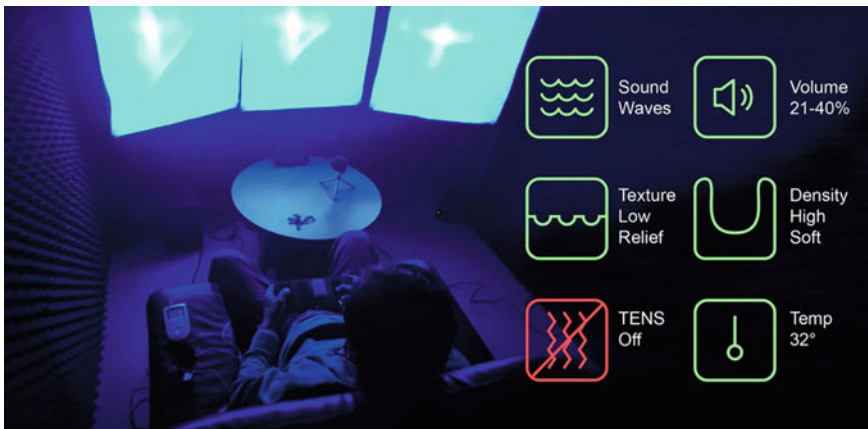 Sound
Waves
Volume
21-40%
Texture
Low
Relief
Density
High
Soft
TENS
Off
Temp
32°